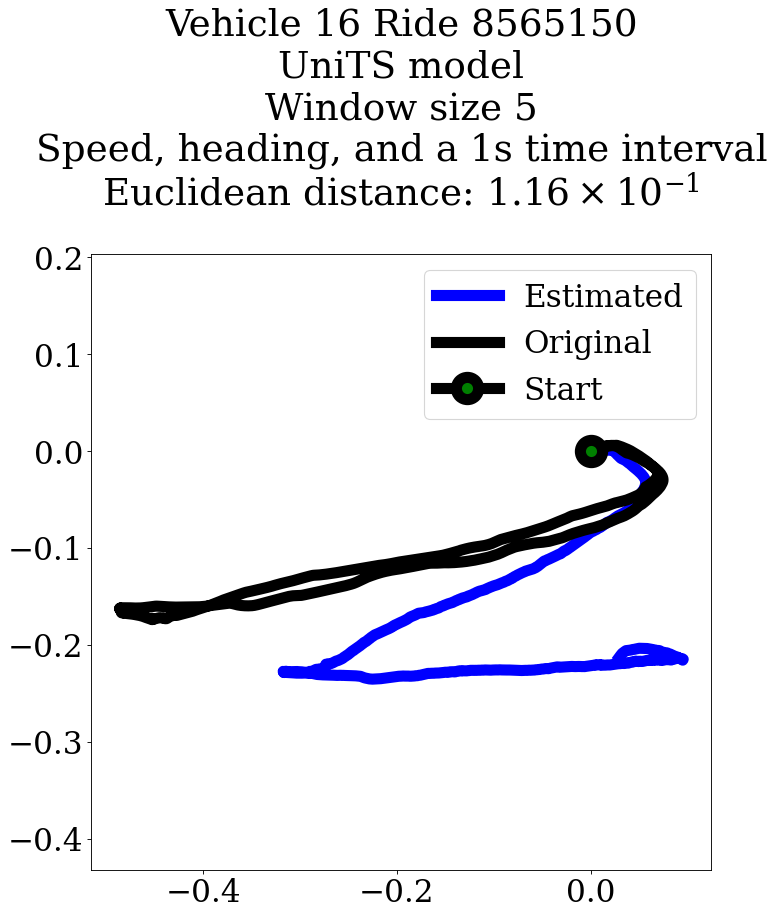 Vehicle 16 Ride 8565150
UniTS model
Window size 5
Speed, heading, and a 1s time interval
Euclidean distance: 1.16 × 10⁻¹
0.2
0.1
0.0
−0.1
−0.2
−0.3
−0.4
Estimated
Original
Start
−0.4 −0.2 0.0